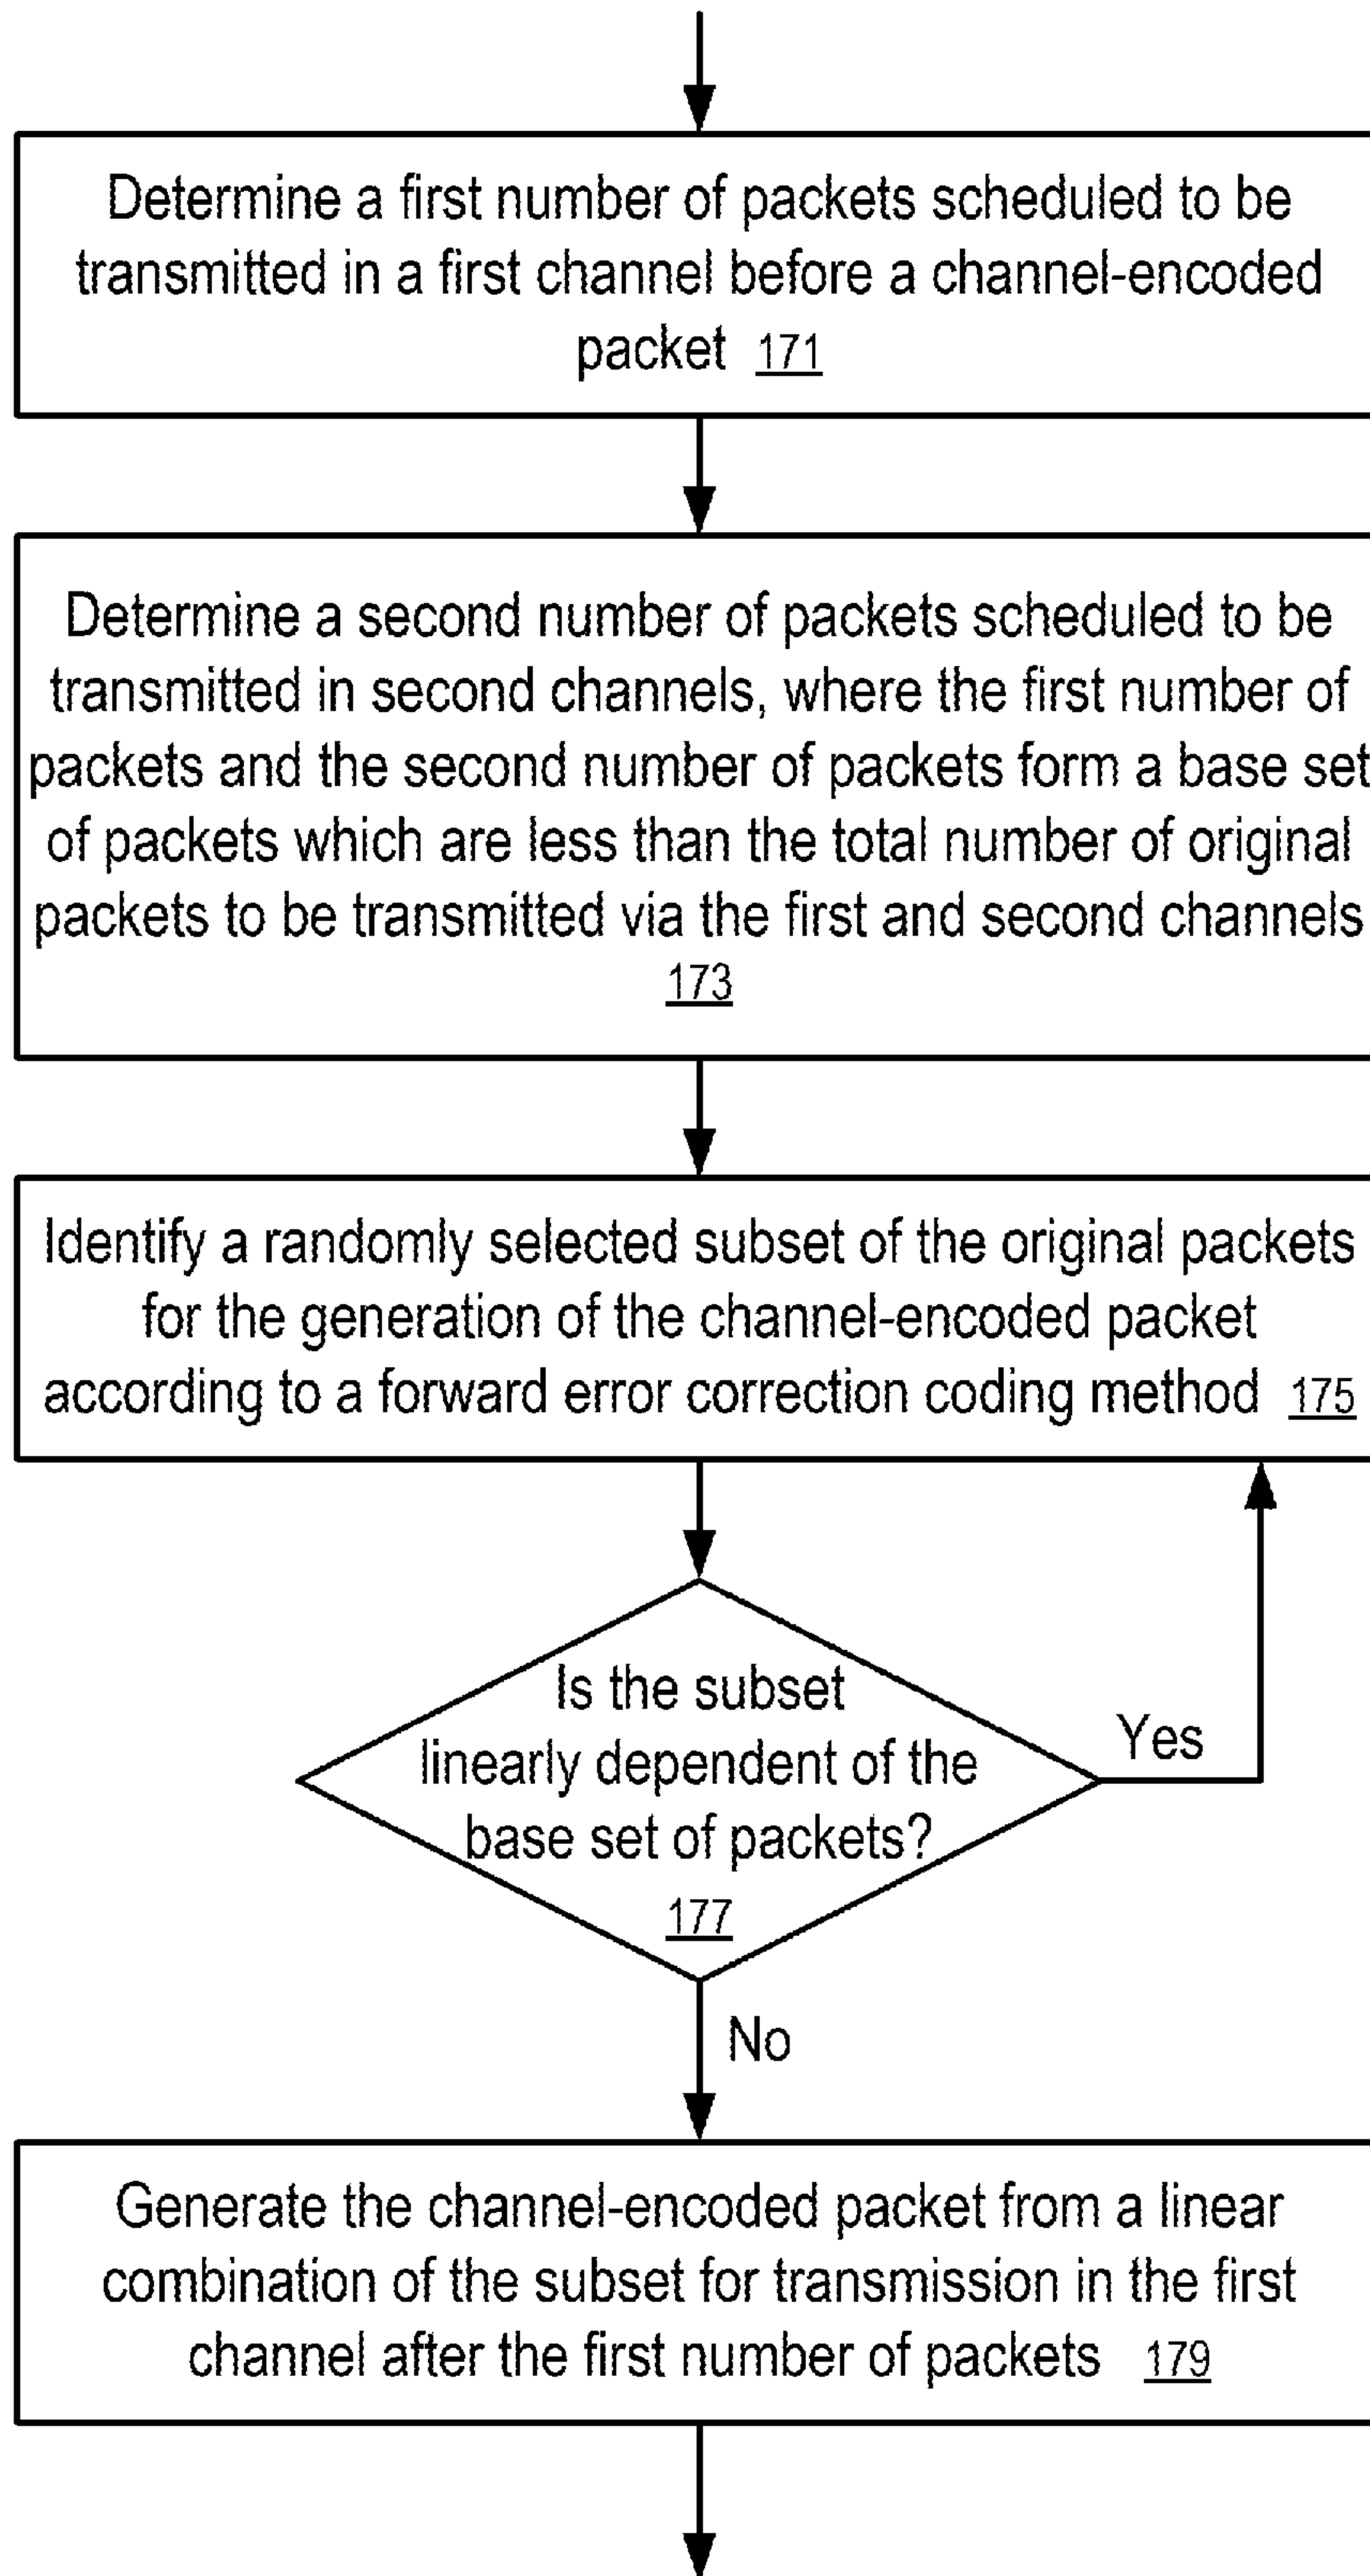 Determine a first number of packets scheduled to be
transmitted in a first channel before a channel-encoded
packet 171
Determine a second number of packets scheduled to be
transmitted in second channels, where the first number of
packets and the second number of packets form a base set
of packets which are less than the total number of original
packets to be transmitted via the first and second channels
173
Identify a randomly selected subset of the original packets
for the generation of the channel-encoded packet
according to a forward error correction coding method 175
Is the subset
linearly dependent of the
base set of packets?
177
Yes
No
Generate the channel-encoded packet from a linear
combination of the subset for transmission in the first
channel after the first number of packets 179